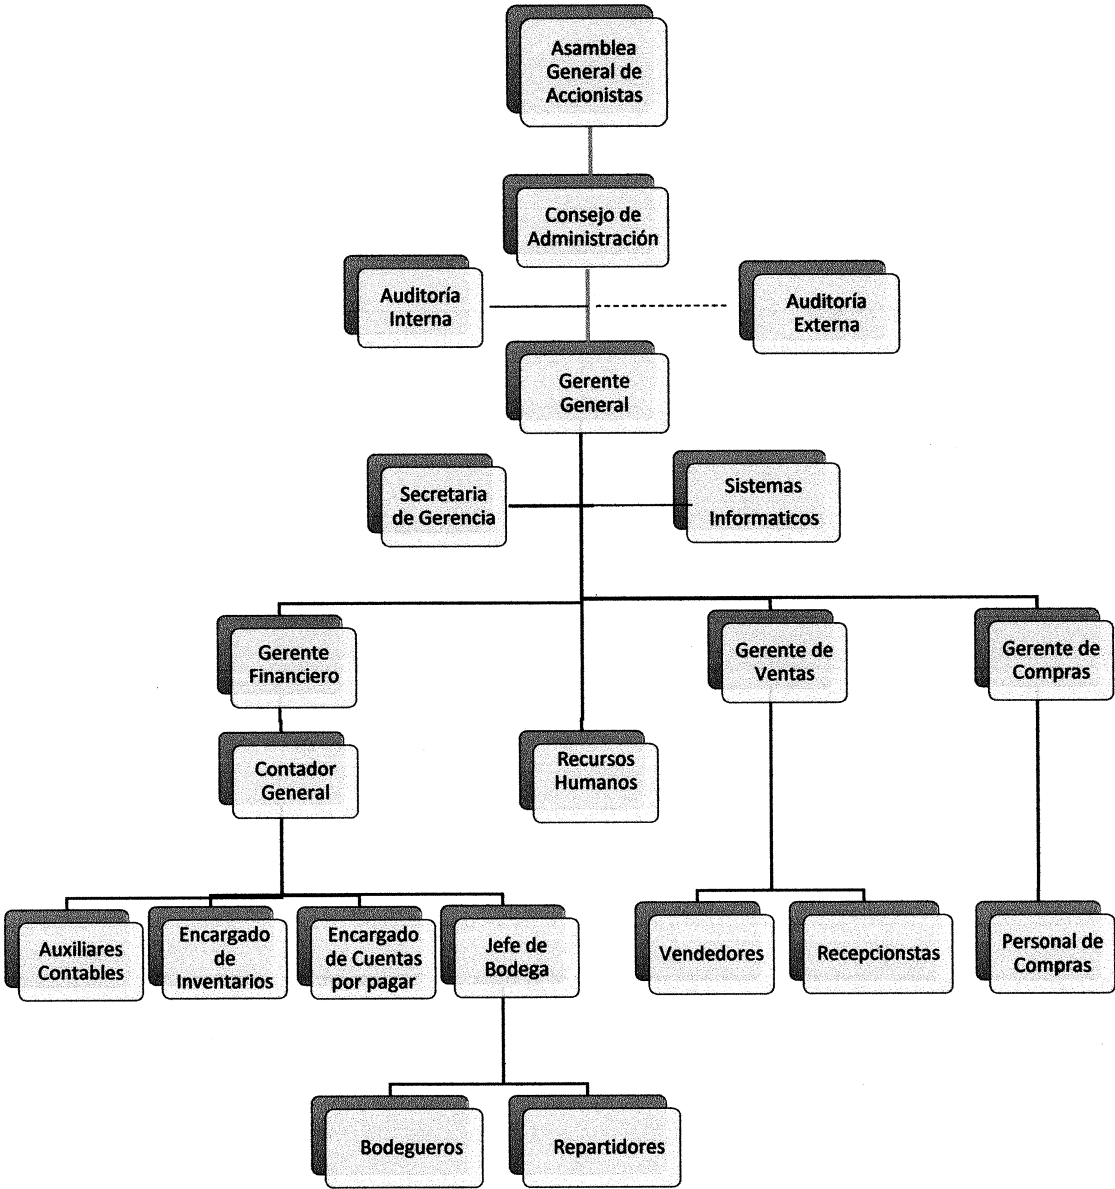 Asamblea
General de
Accionistas
Consejo de
Administración
Auditoría
Interna
Auditoría
Externa
Gerente
General
Secretaria
de Gerencia
Sistemas
Informaticos
Gerente
Financiero
Gerente de
Ventas
Gerente de
Compras
Contador
General
Recursos
Humanos
Auxiliares
Contables
Encargado
de
Inventarios
Encargado
de Cuentas
por pagar
Jefe de
Bodega
Vendedores
Recepcionstas
Personal de
Compras
Bodegueros
Repartidores